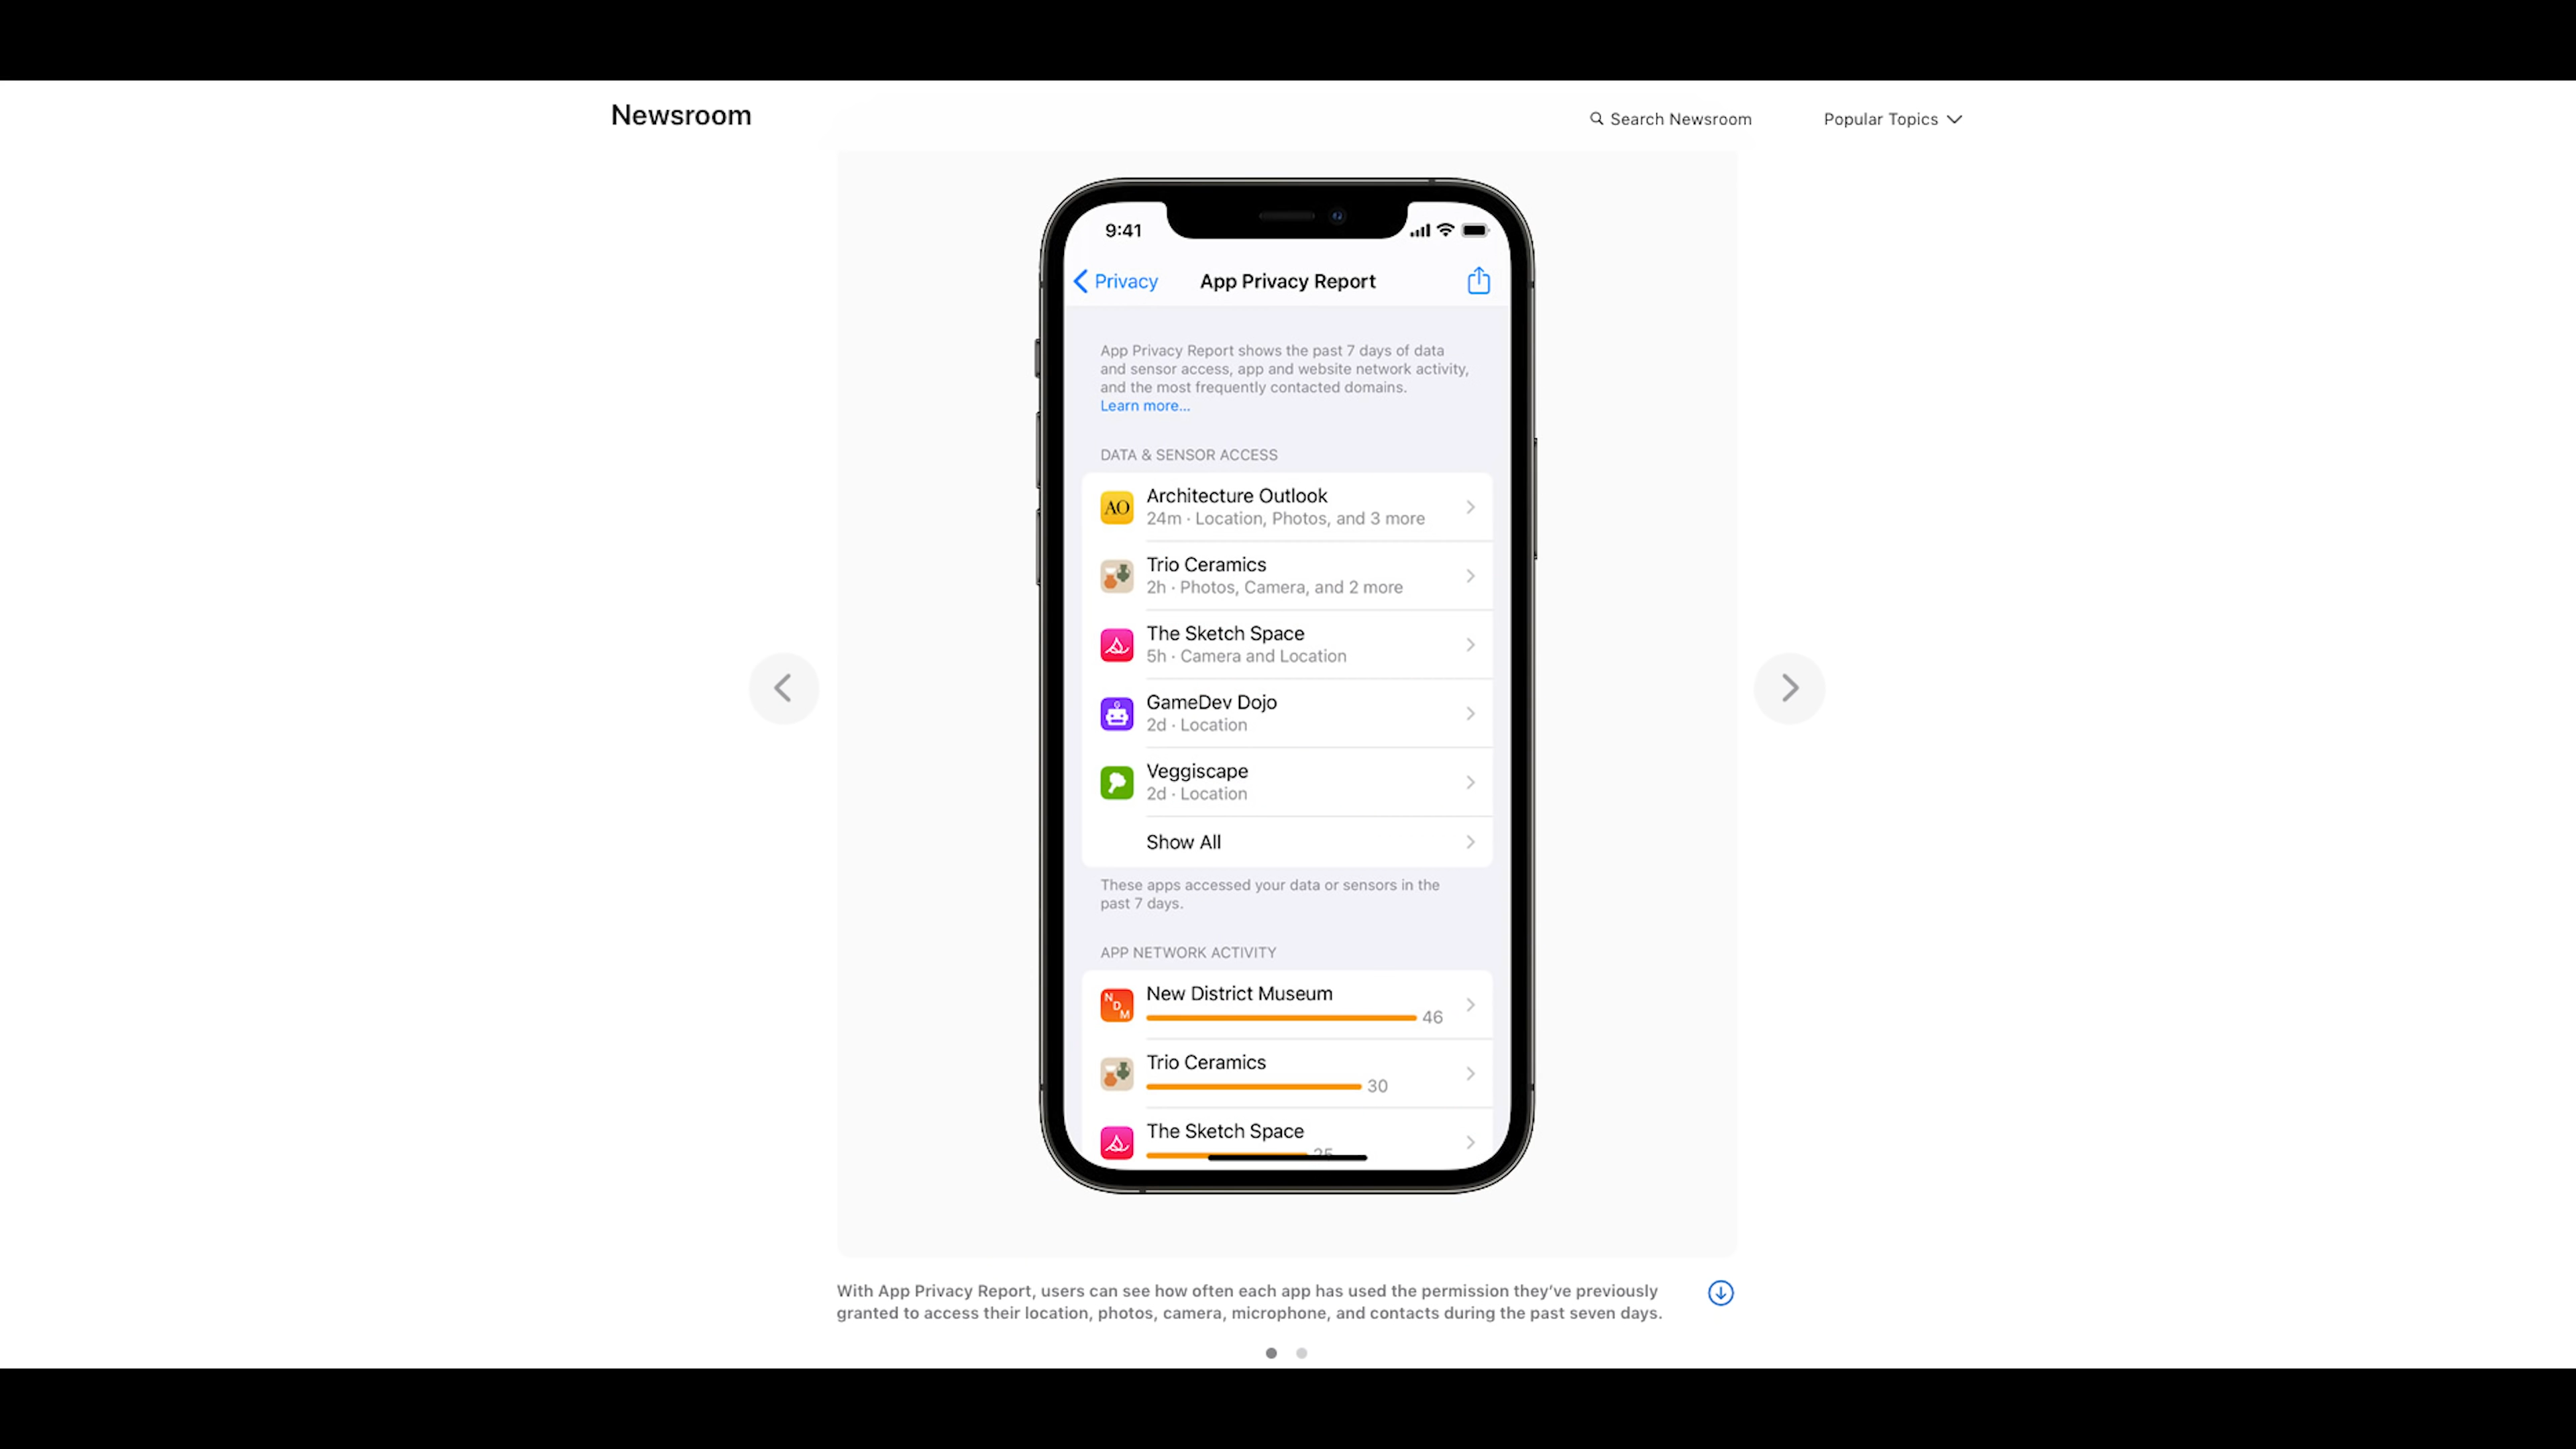 Newsroom
Search Newsroom
Popular Topics
9:41
Privacy
App Privacy Report
App Privacy Report shows the past 7 days of data
and sensor access, app and website network activity,
and the most frequently contacted domains.
Learn more...
DATA & SENSOR ACCESS
AO
Architecture Outlook
24m · Location, Photos, and 3 more
Trio Ceramics
2h · Photos, Camera, and 2 more
The Sketch Space
5h · Camera and Location
GameDev Dojo
2d · Location
Veggiscape
2d · Location
Show All
These apps accessed your data or sensors in the
past 7 days.
APP NETWORK ACTIVITY
NDM
New District Museum
46
Trio Ceramics
30
The Sketch Space
With App Privacy Report, users can see how often each app has used the permission they’ve previously
granted to access their location, photos, camera, microphone, and contacts during the past seven days.